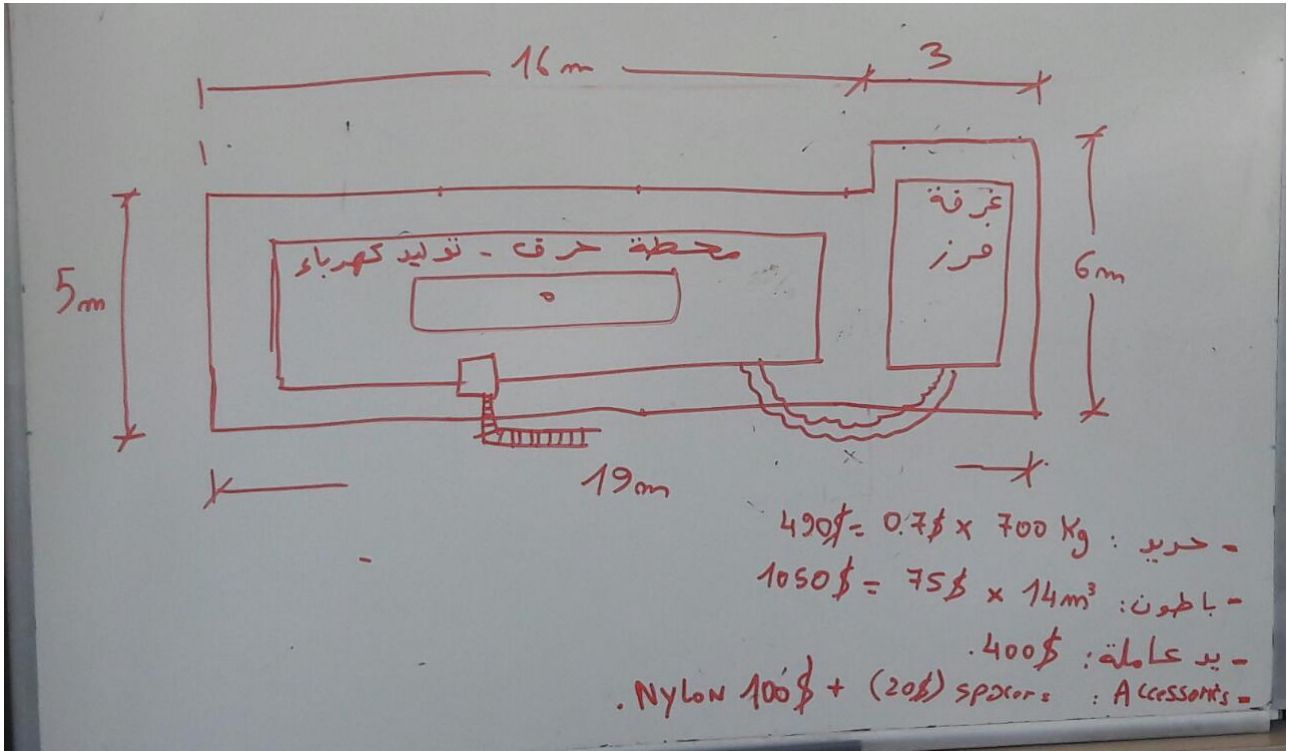 16m
3
غرفة
فرز
محطة حرق - توليد كهرباء
5m
6m
19m
- حديد : 700 Kg × 0.7$ = 490$
- باطون: 14m³ × 75$ = 1050$
- يد عاملة: 400$.
- Accessories : spacers (20$) + Nylon 100$.